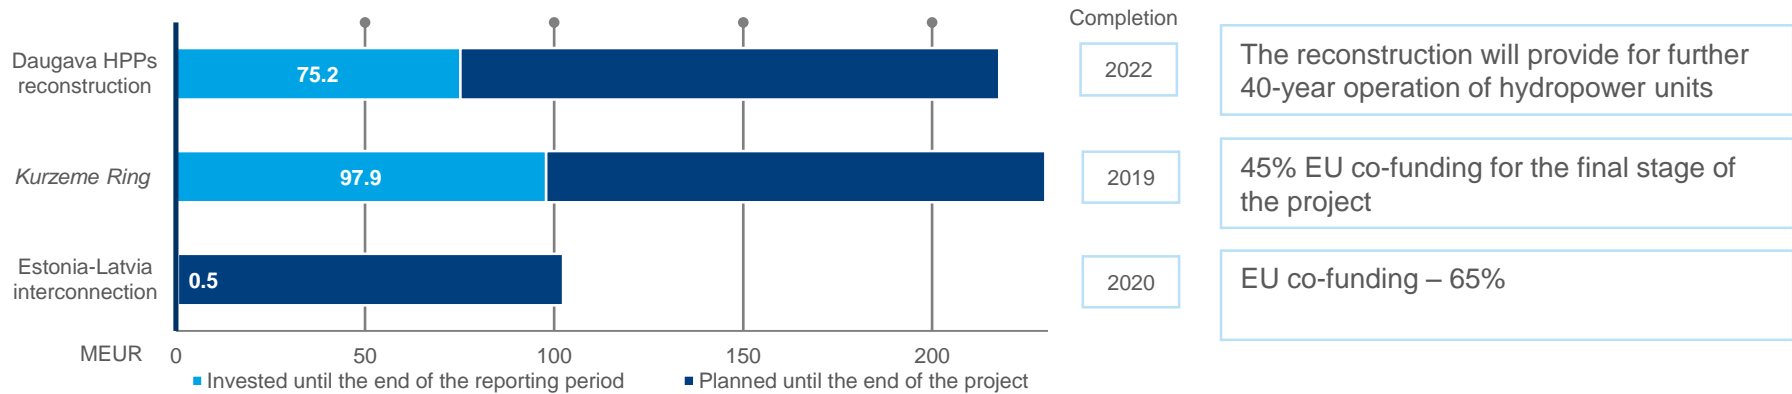 Completion
Daugava HPPs
reconstruction
75.2
2022
The reconstruction will provide for further
40-year operation of hydropower units
Kurzeme Ring
97.9
2019
45% EU co-funding for the final stage of
the project
Estonia-Latvia
interconnection
0.5
2020
EU co-funding – 65%
MEUR 0 50 100 150 200
Invested until the end of the reporting period Planned until the end of the project